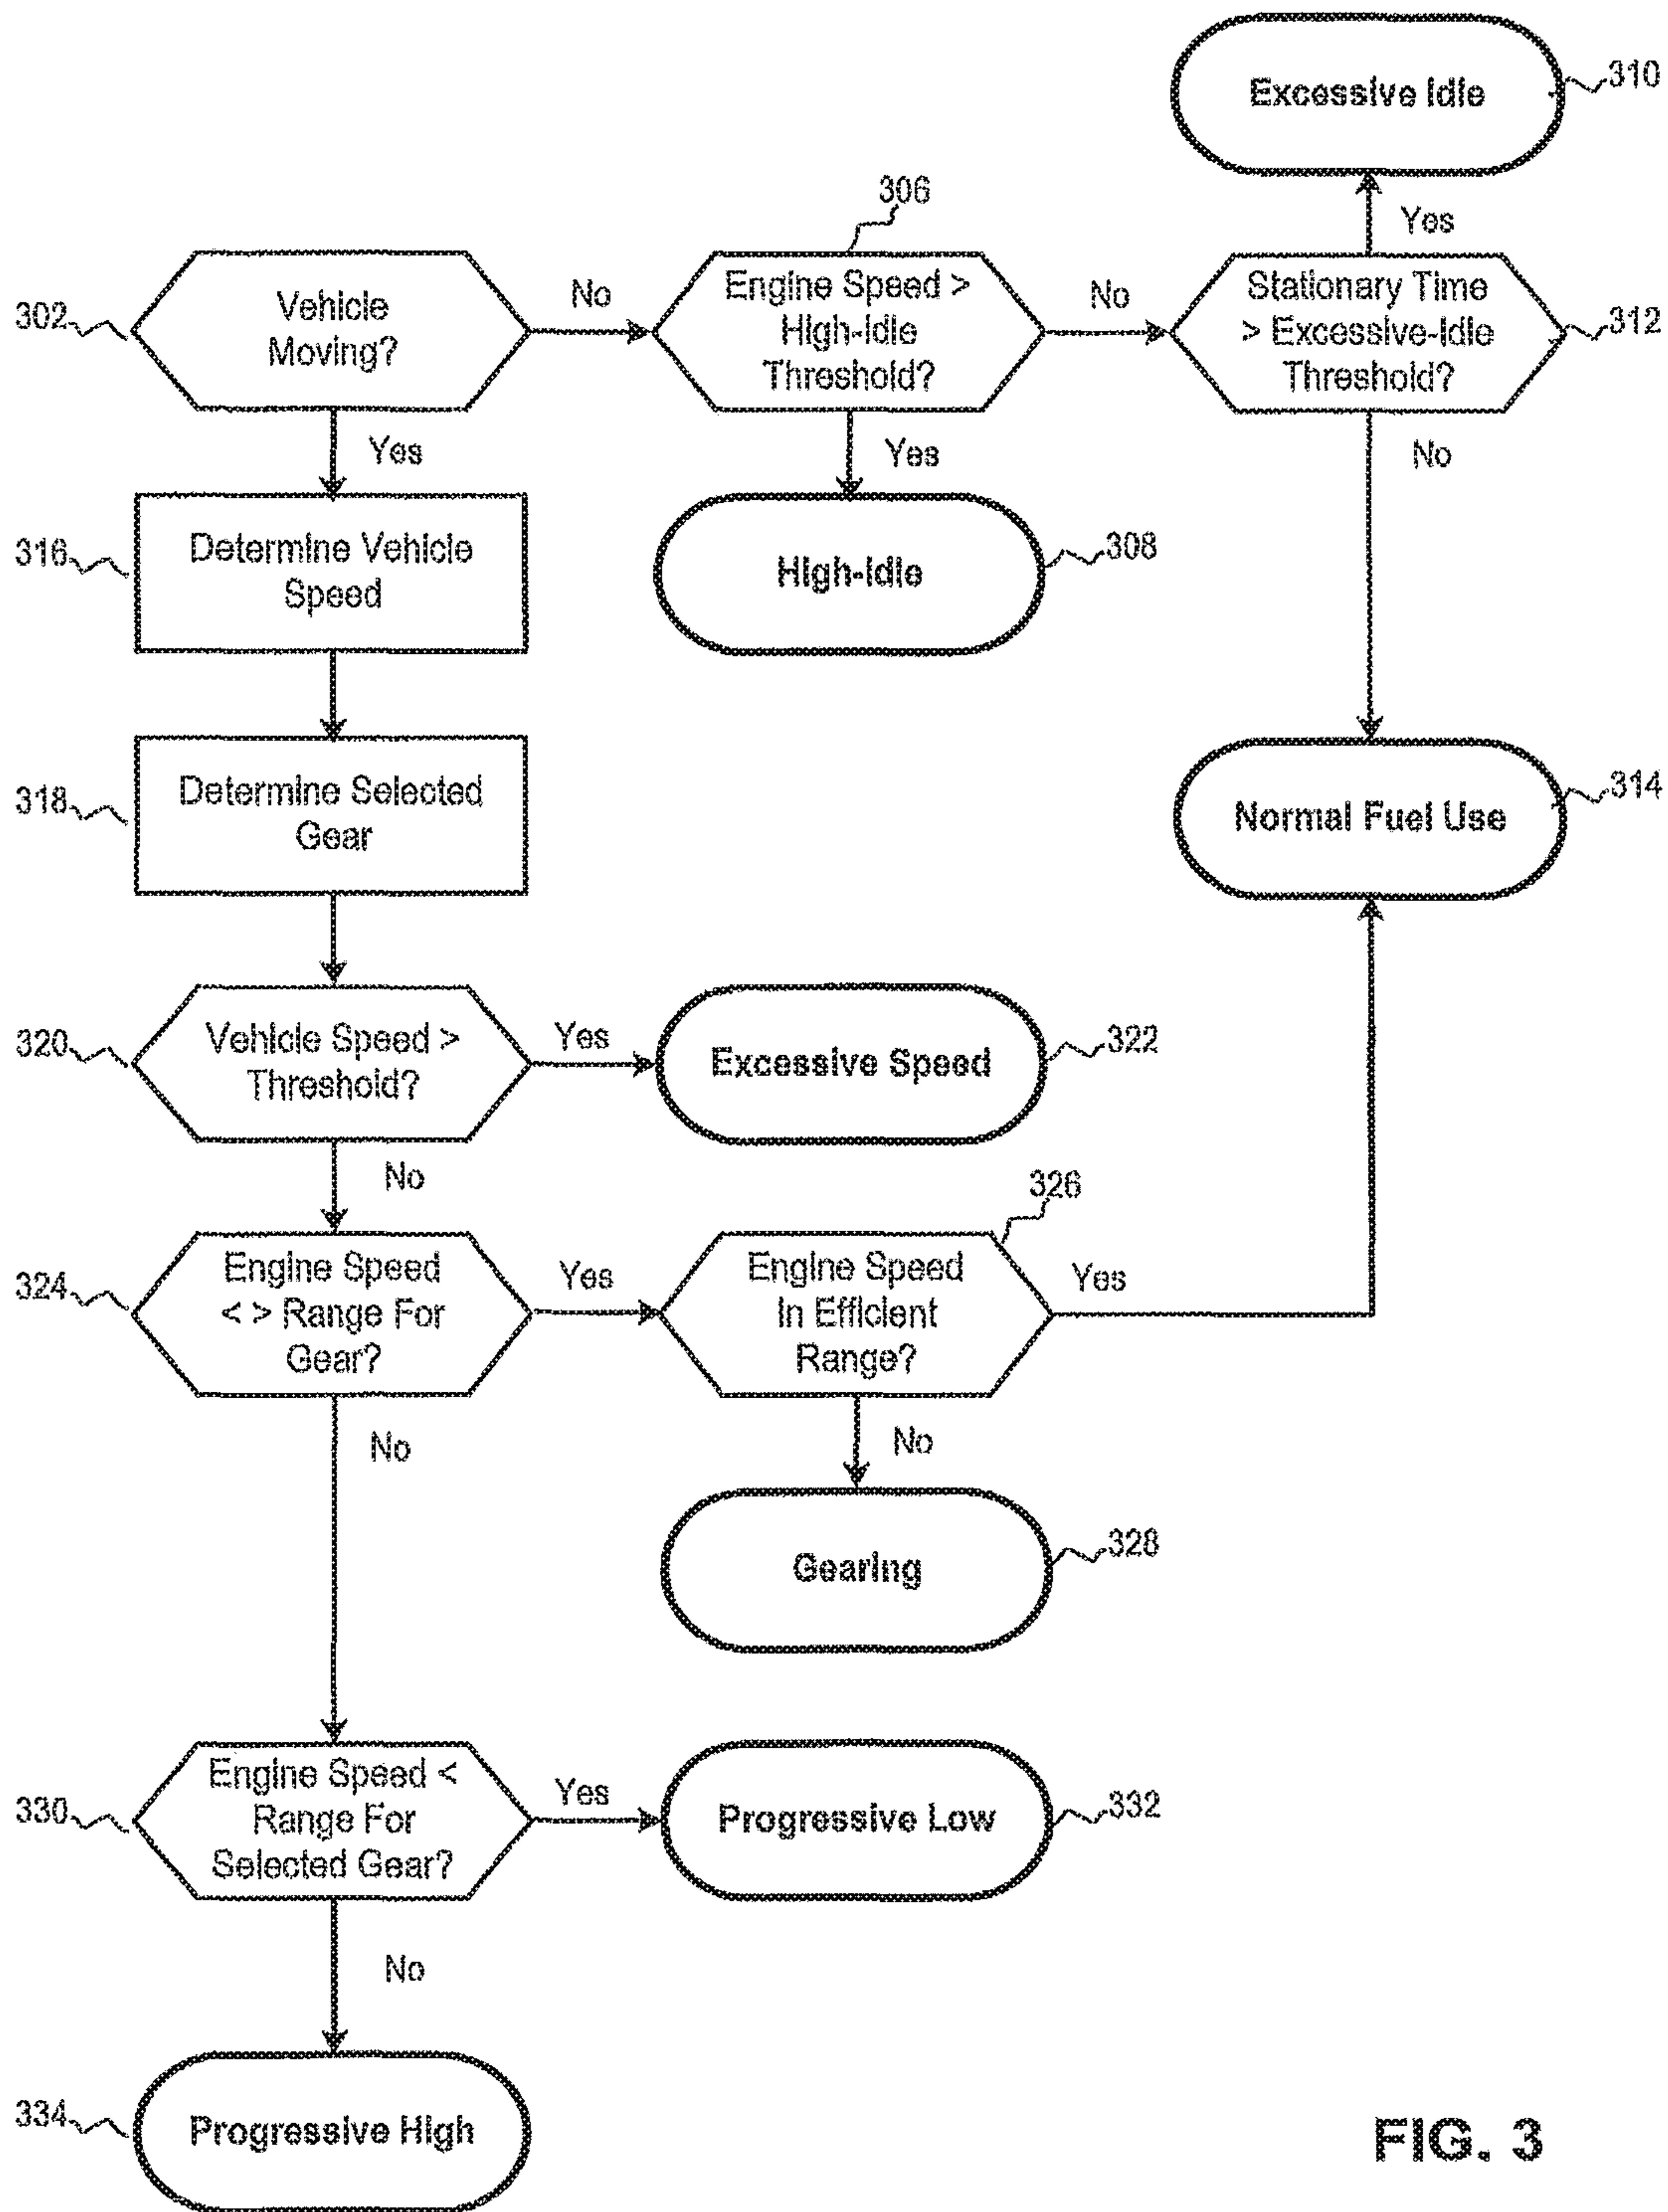 Excessive Idle
310
306
Yes
302
Vehicle
Moving?
No
Engine Speed >
High-Idle
Threshold?
No
Stationary Time
> Excessive-Idle
Threshold?
312
Yes
Yes
No
316
Determine Vehicle
Speed
High-Idle
308
318
Determine Selected
Gear
Normal Fuel Use
314
320
Vehicle Speed >
Threshold?
Yes
Excessive Speed
322
No
326
324
Engine Speed
< > Range For
Gear?
Yes
Engine Speed
In Efficient
Range?
Yes
No
No
Gearing
328
330
Engine Speed <
Range For
Selected Gear?
Yes
Progressive Low
332
No
334
Progressive High
FIG. 3